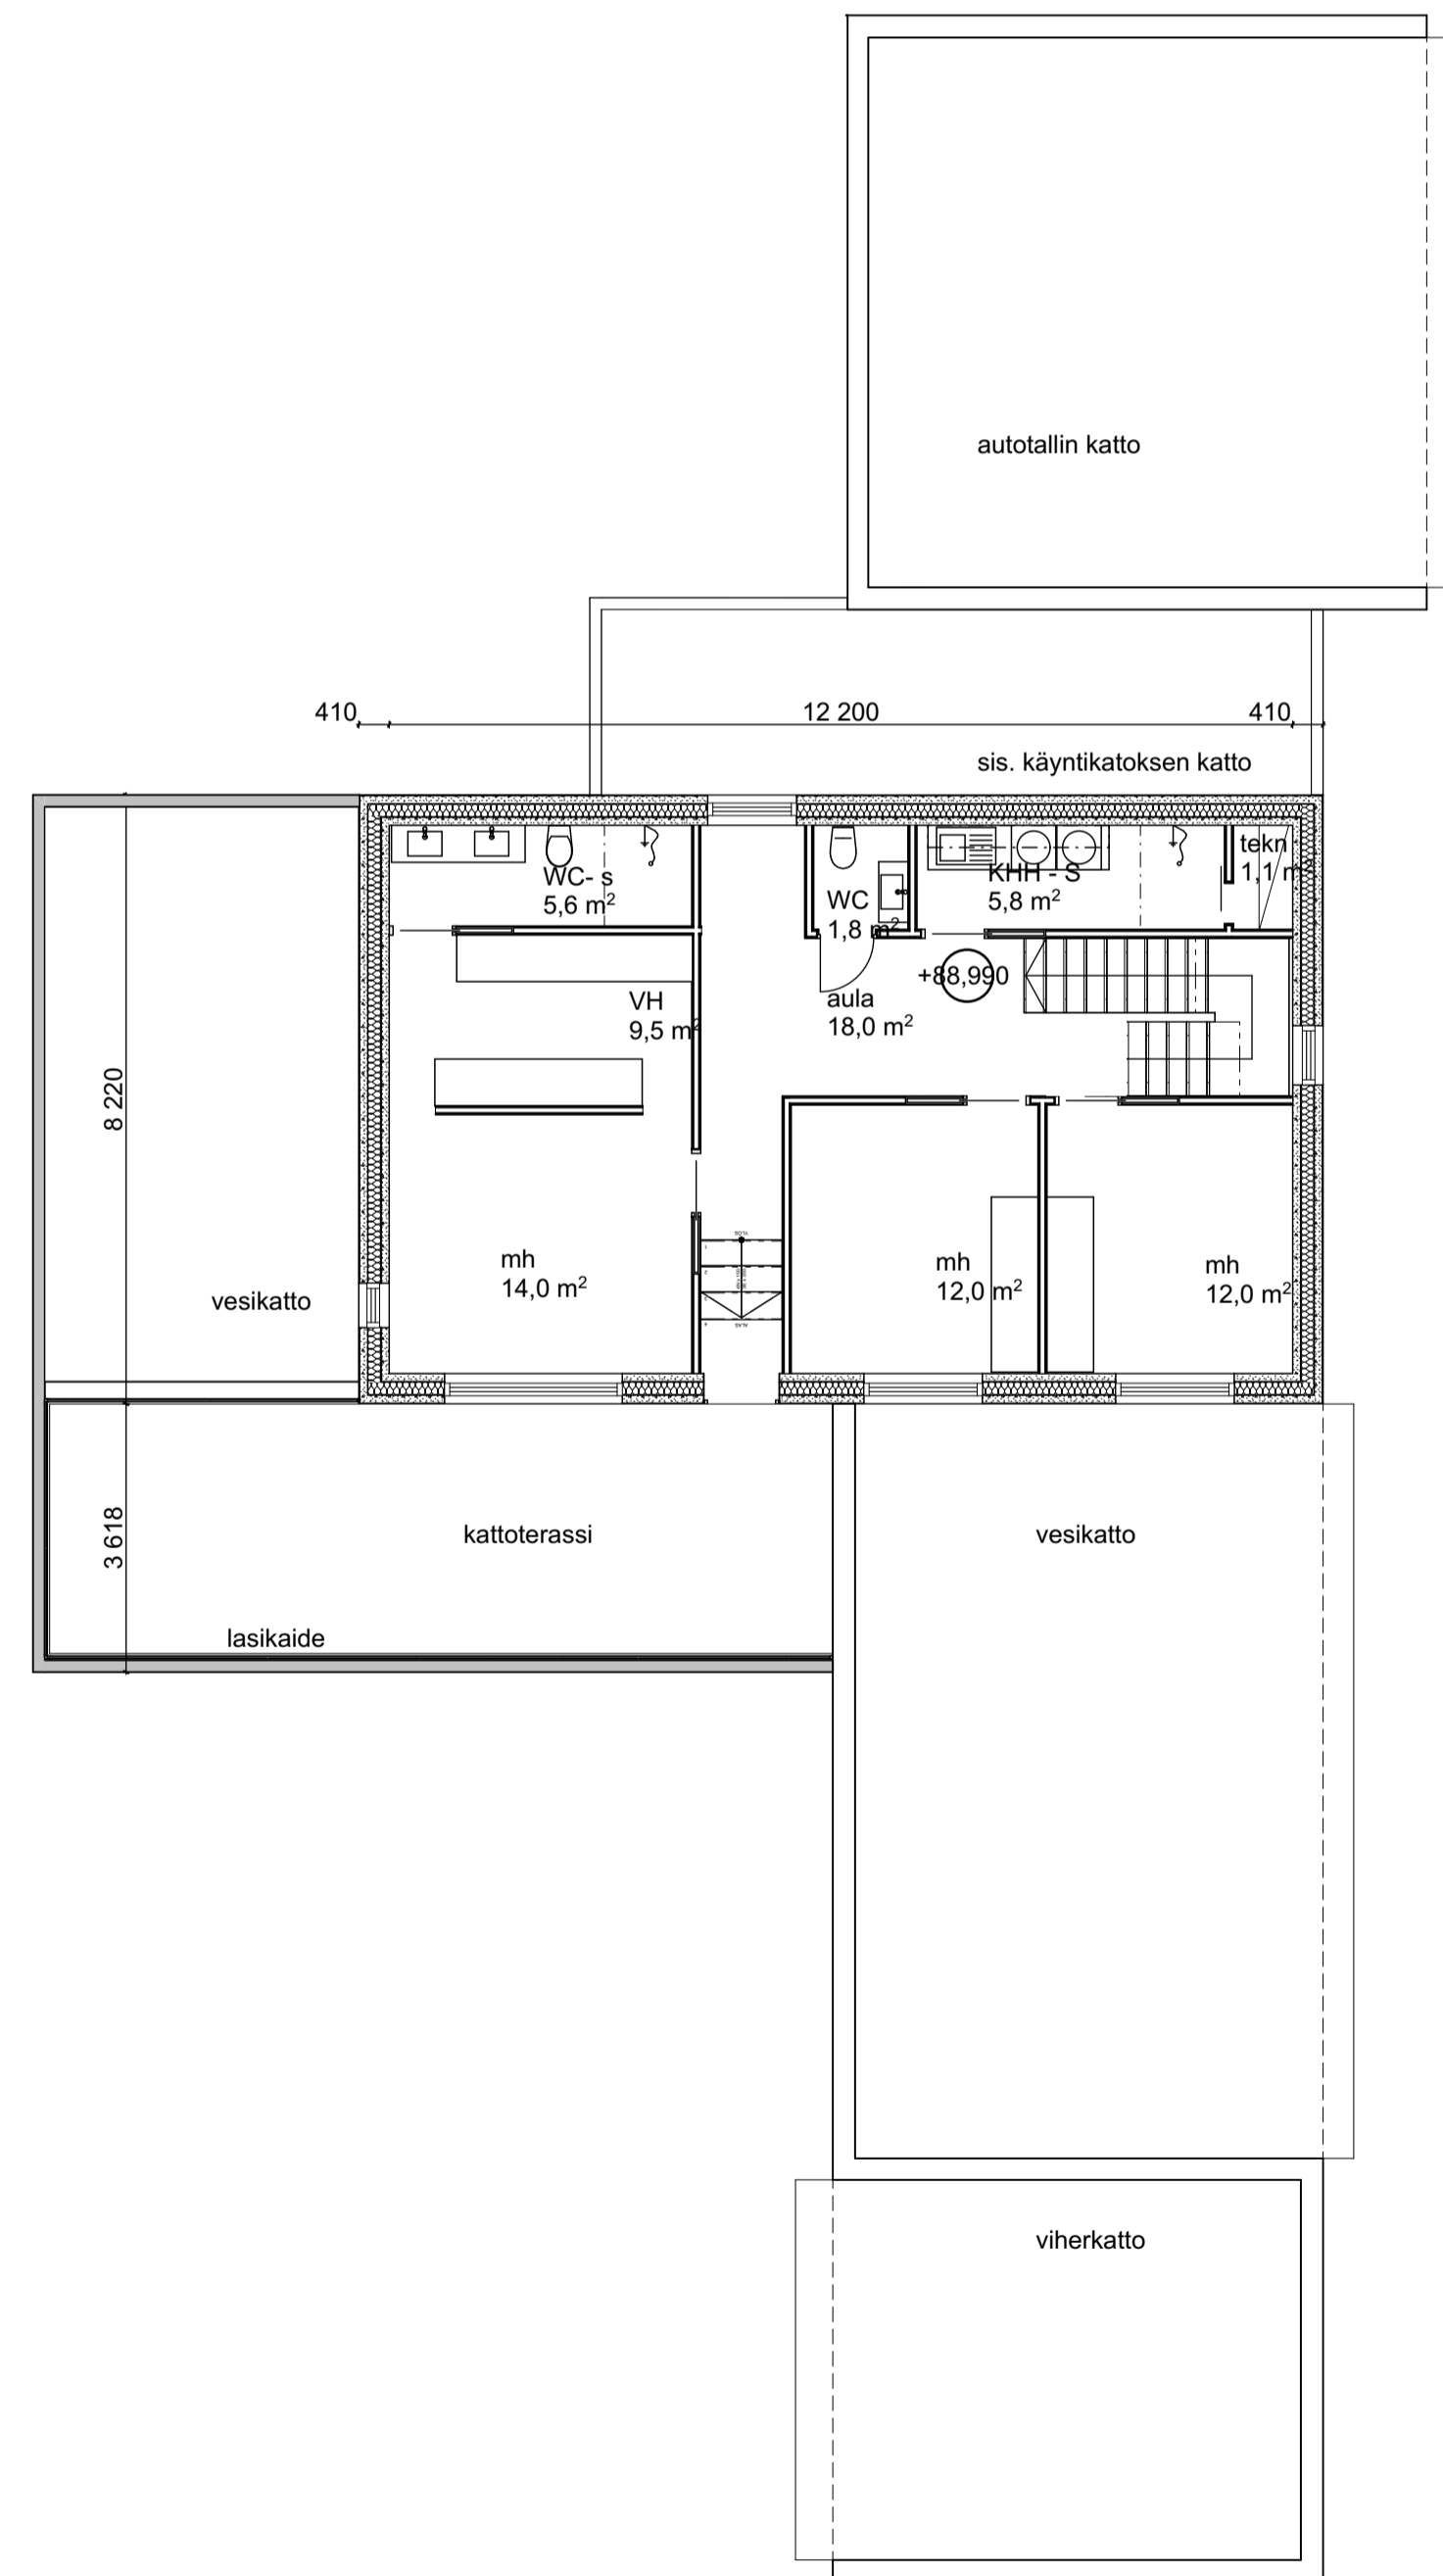 autotallin katto
410
12 200
410
sis. käyntikatoksen katto
WC- s
5,6 m²
WC
1,8 m²
KHH - S
5,8 m²
tekn
1,1 m²
VH
9,5 m²
+88,990
aula
18,0 m²
8 220
mh
14,0 m²
mh
12,0 m²
mh
12,0 m²
vesikatto
3 618
kattoterassi
vesikatto
lasikaide
viherkatto